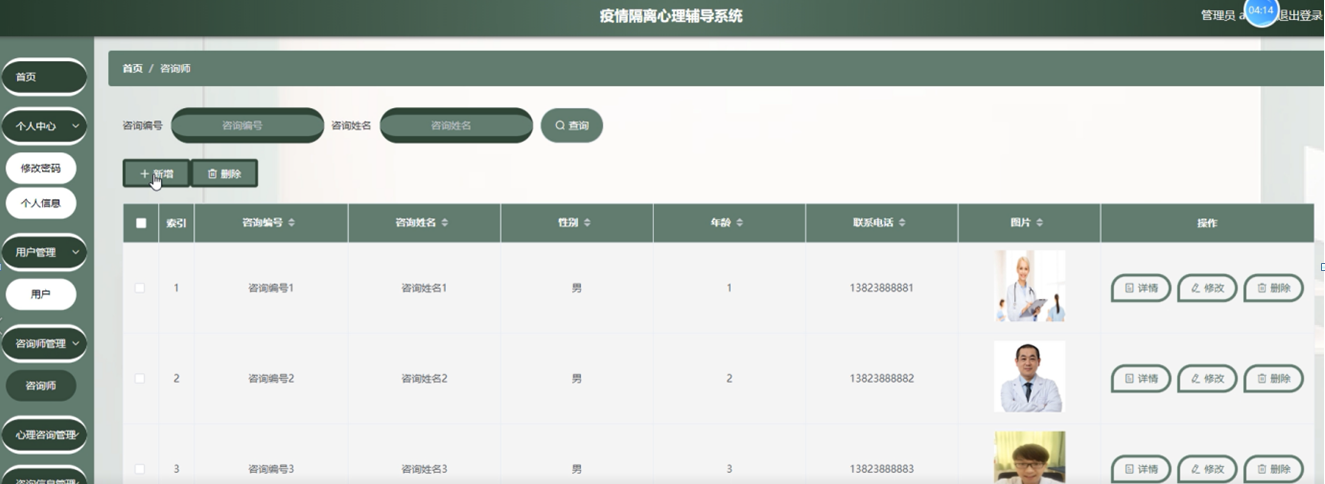 疫情隔离心理辅导系统
管理员 a
04:14
退出登录
首页
个人中心
修改密码
个人信息
用户管理
用户
咨询师管理
咨询师
心理咨询管理
咨询信息管理
首页 / 咨询师
咨询编号 咨询编号 咨询姓名 咨询姓名 查询
新增 删除
索引 咨询编号 咨询姓名 性别 年龄 联系电话 图片 操作
1 咨询编号1 咨询姓名1 男 1 13823888881 详情 修改 删除
2 咨询编号2 咨询姓名2 男 2 13823888882 详情 修改 删除
3 咨询编号3 咨询姓名3 男 3 13823888883 详情 修改 删除